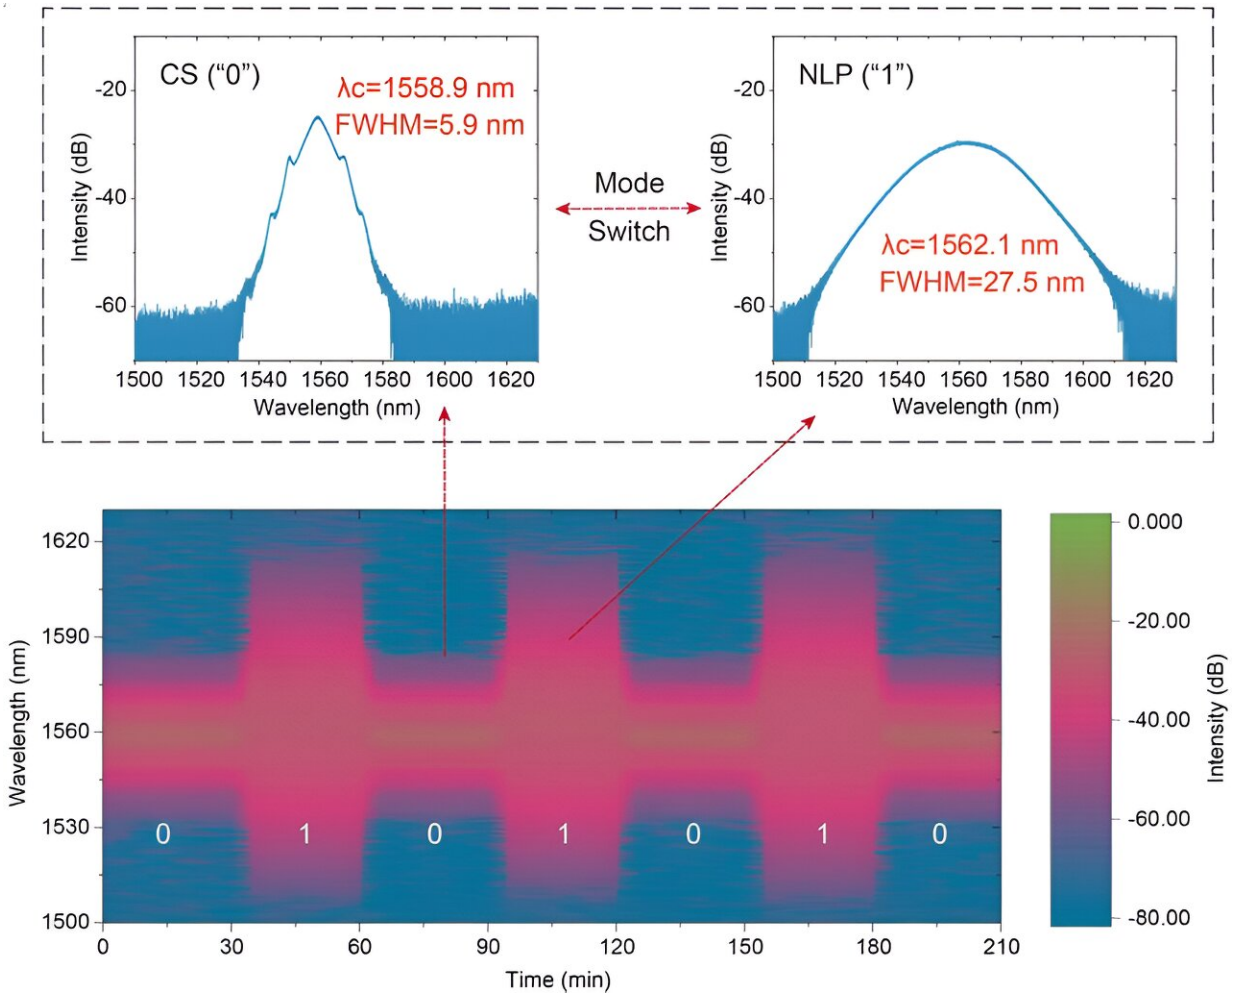 CS (“0”)
λc=1558.9 nm
FWHM=5.9 nm
-20
-40
-60
Intensity (dB)
1500 1520 1540 1560 1580 1600 1620
Wavelength (nm)
Mode
Switch
NLP (“1”)
λc=1562.1 nm
FWHM=27.5 nm
-20
-40
-60
Intensity (dB)
1500 1520 1540 1560 1580 1600 1620
Wavelength (nm)
1620
1590
1560
1530
1500
Wavelength (nm)
0 1 0 1 0 1 0
0 30 60 90 120 150 180 210
Time (min)
0.000
-20.00
-40.00
-60.00
-80.00
Intensity (dB)